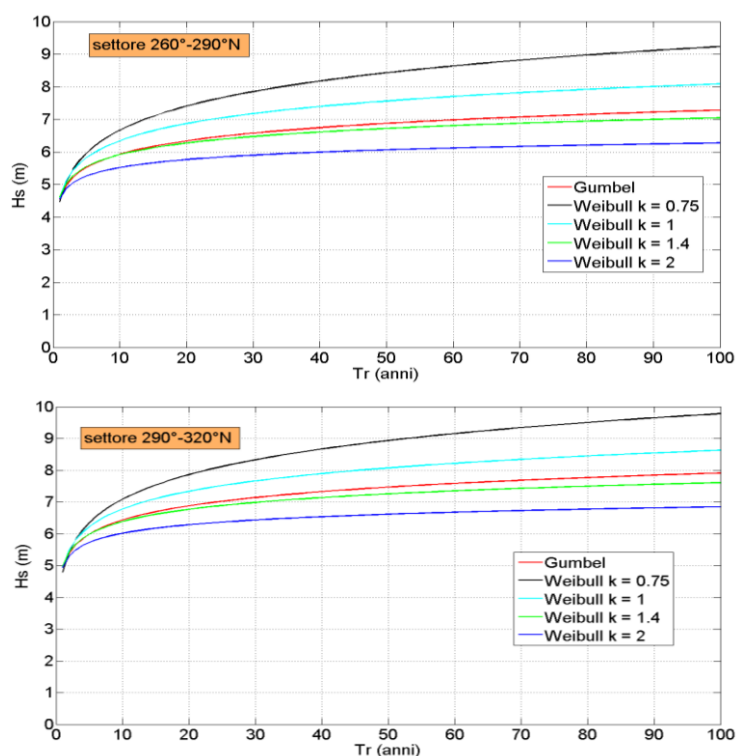 10
settore 260°-290°N
9
8
7
6
5
4
3
2
1
0
Hs (m)
Gumbel
Weibull k = 0.75
Weibull k = 1
Weibull k = 1.4
Weibull k = 2
0 10 20 30 40 50 60 70 80 90 100
Tr (anni)
10
settore 290°-320°N
9
8
7
6
5
4
3
2
1
0
Hs (m)
Gumbel
Weibull k = 0.75
Weibull k = 1
Weibull k = 1.4
Weibull k = 2
0 10 20 30 40 50 60 70 80 90 100
Tr (anni)